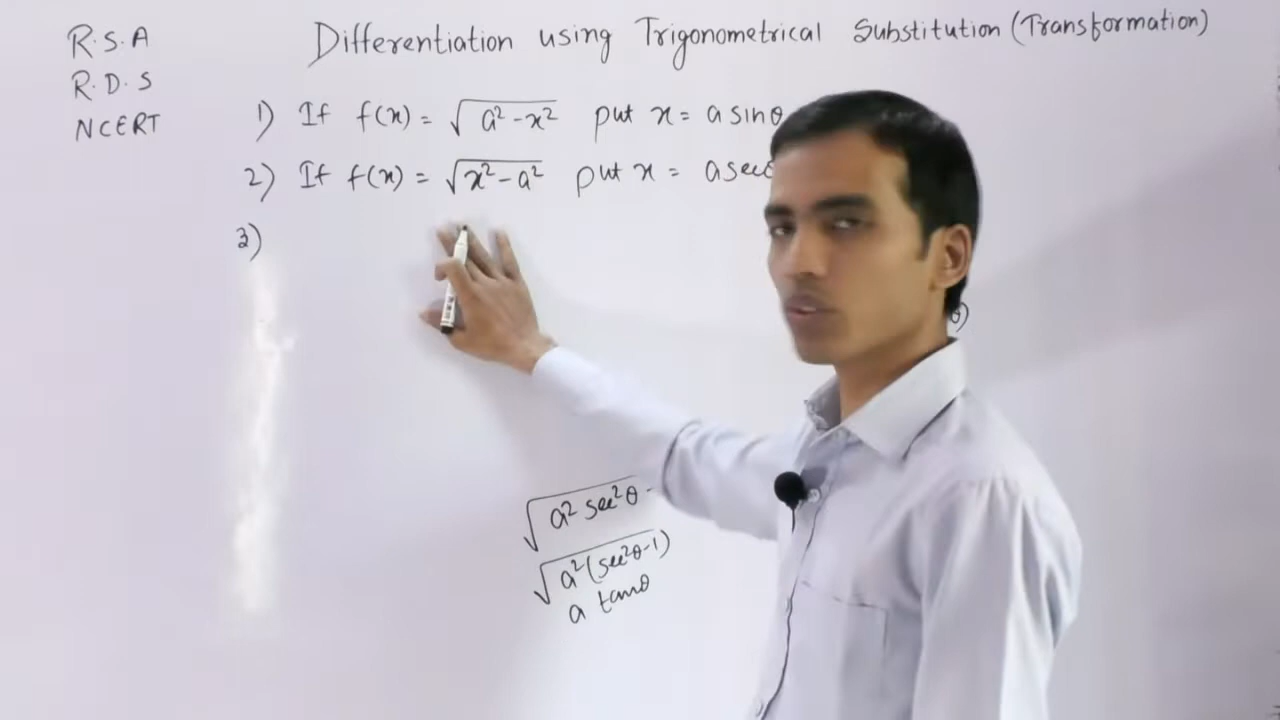 R.S.A
R.D.S
NCERT
Differentiation using Trigonometrical Substitution (Transformation)
1) If f(x) = √a²-x² put x = a sinθ
2) If f(x) = √x²-a² put x = a sec
3)
√a² sec²θ -
√a²(sec²θ-1)
a tanθ